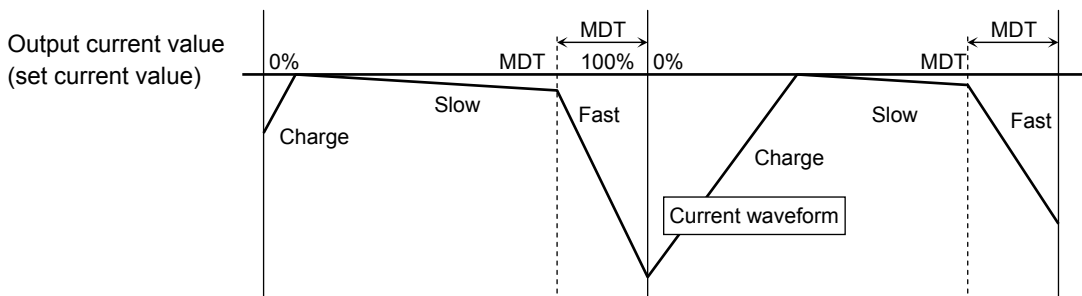 MDT
MDT
Output current value
(set current value)
0%
MDT
100%
0%
MDT
Slow
Fast
Slow
Fast
Charge
Charge
Current waveform